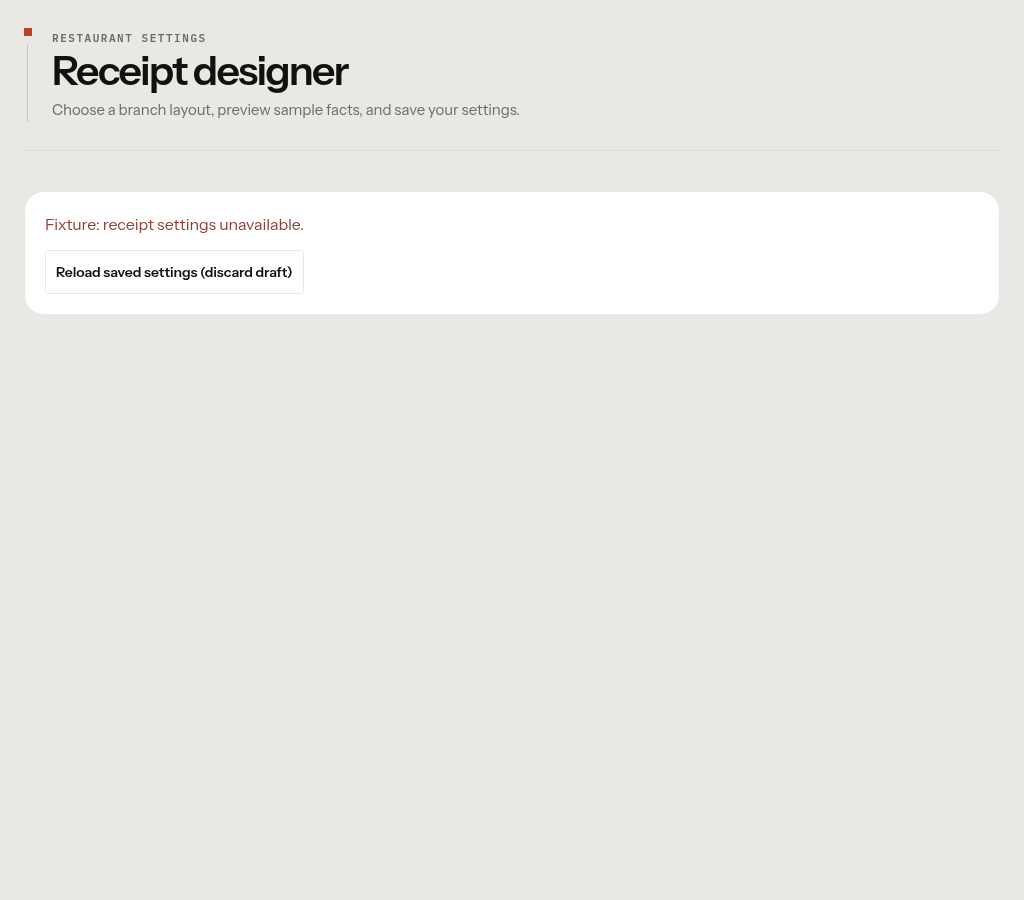 RESTAURANT SETTINGS
Receipt designer
Choose a branch layout, preview sample facts, and save your settings.
Fixture: receipt settings unavailable.
Reload saved settings (discard draft)